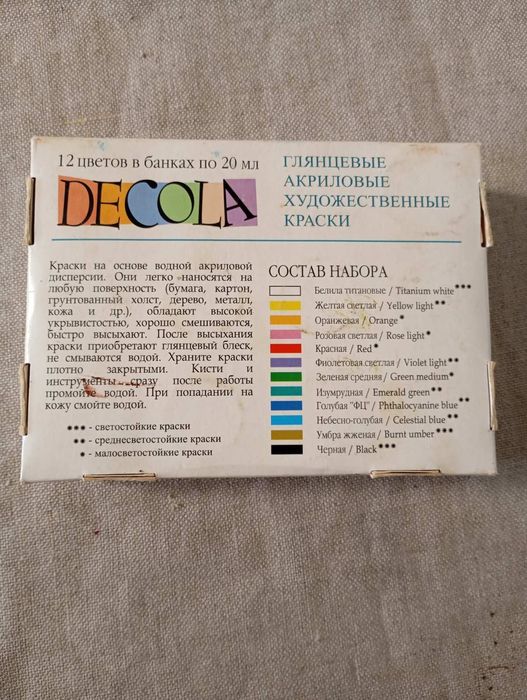 12 цветов в банках по 20 мл
DECOLA
ГЛЯНЦЕВЫЕ
АКРИЛОВЫЕ
ХУДОЖЕСТВЕННЫЕ
КРАСКИ
Краски на основе водной акриловой
дисперсии. Они легко наносятся на
любую поверхность (бумага, картон,
грунтованный холст, дерево, металл,
кожа и др.), обладают высокой
укрывистостью, хорошо смешиваются,
быстро высыхают. После высыхания
краски приобретают глянцевый блеск,
не смываются водой. Храните краски
плотно закрытыми. Кисти и
инструменты сразу после работы
промойте водой. При попадании на
кожу смойте водой.
*** - светостойкие краски
** - среднесветостойкие краски
* - малосветостойкие краски
СОСТАВ НАБОРА
Белила титановые / Titanium white ***
Желтая светлая / Yellow light **
Оранжевая / Orange *
Розовая светлая / Rose light *
Красная / Red *
Фиолетовая светлая / Violet light **
Зеленая средняя / Green medium *
Изумрудная / Emerald green **
Голубая "ФЦ" / Phthalocyanine blue **
Небесно-голубая / Celestial blue **
Умбра жженая / Burnt umber ***
Черная / Black ***